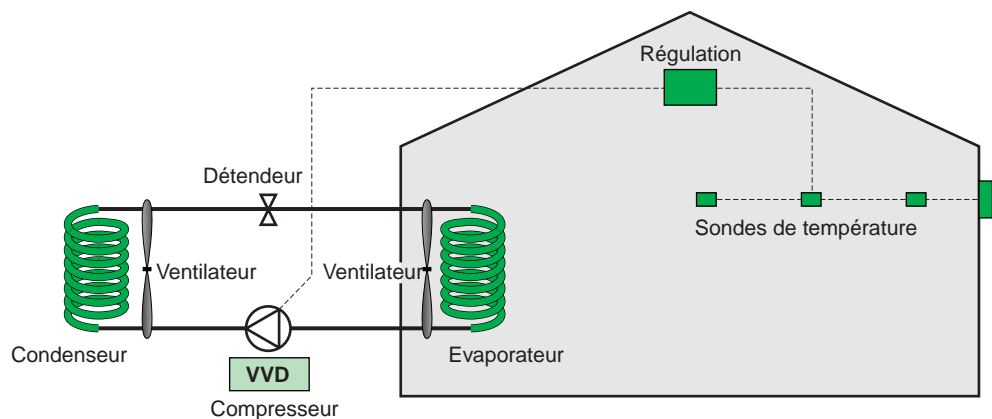 Régulation
Détendeur
Sondes de température
Ventilateur
Ventilateur
Condenseur
Evaporateur
VVD
Compresseur